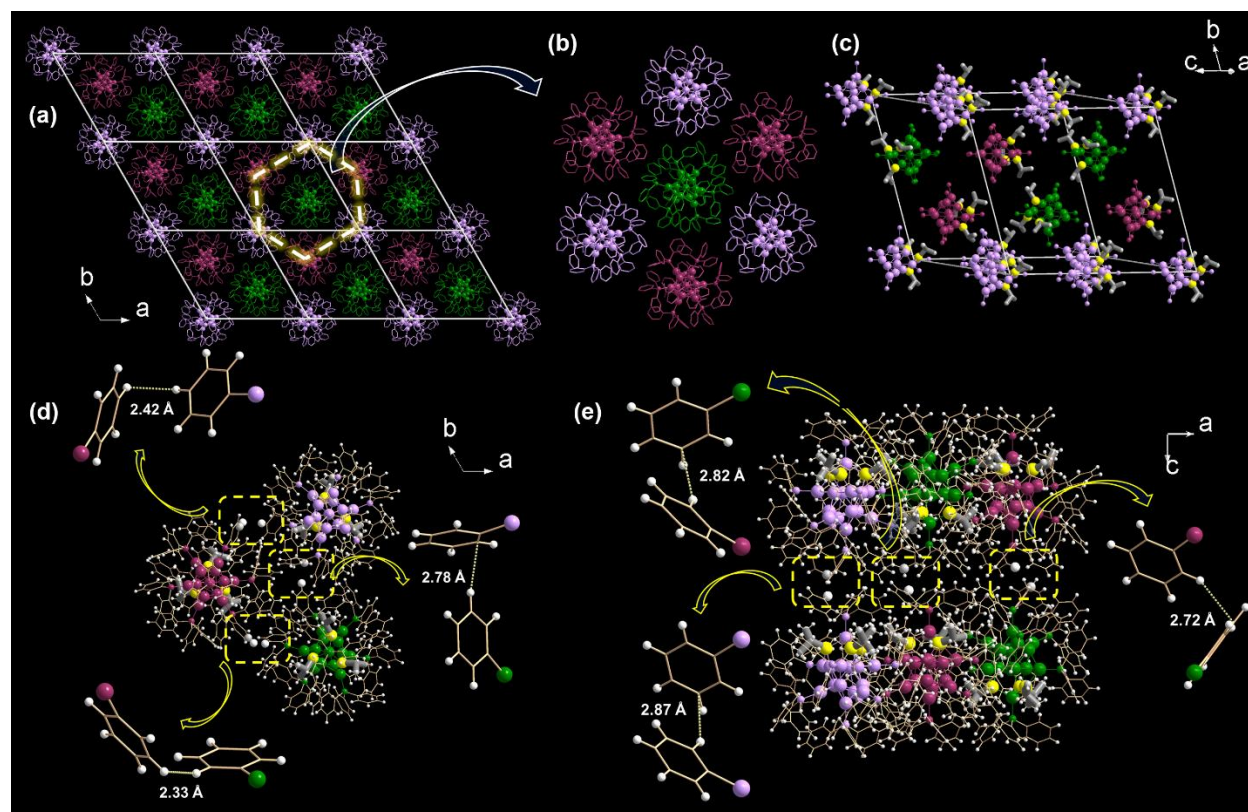 (a)
b
a
(b)
(c)
b
c
a
(d)
2.42 Å
b
a
2.78 Å
2.33 Å
(e)
2.82 Å
a
c
2.72 Å
2.87 Å